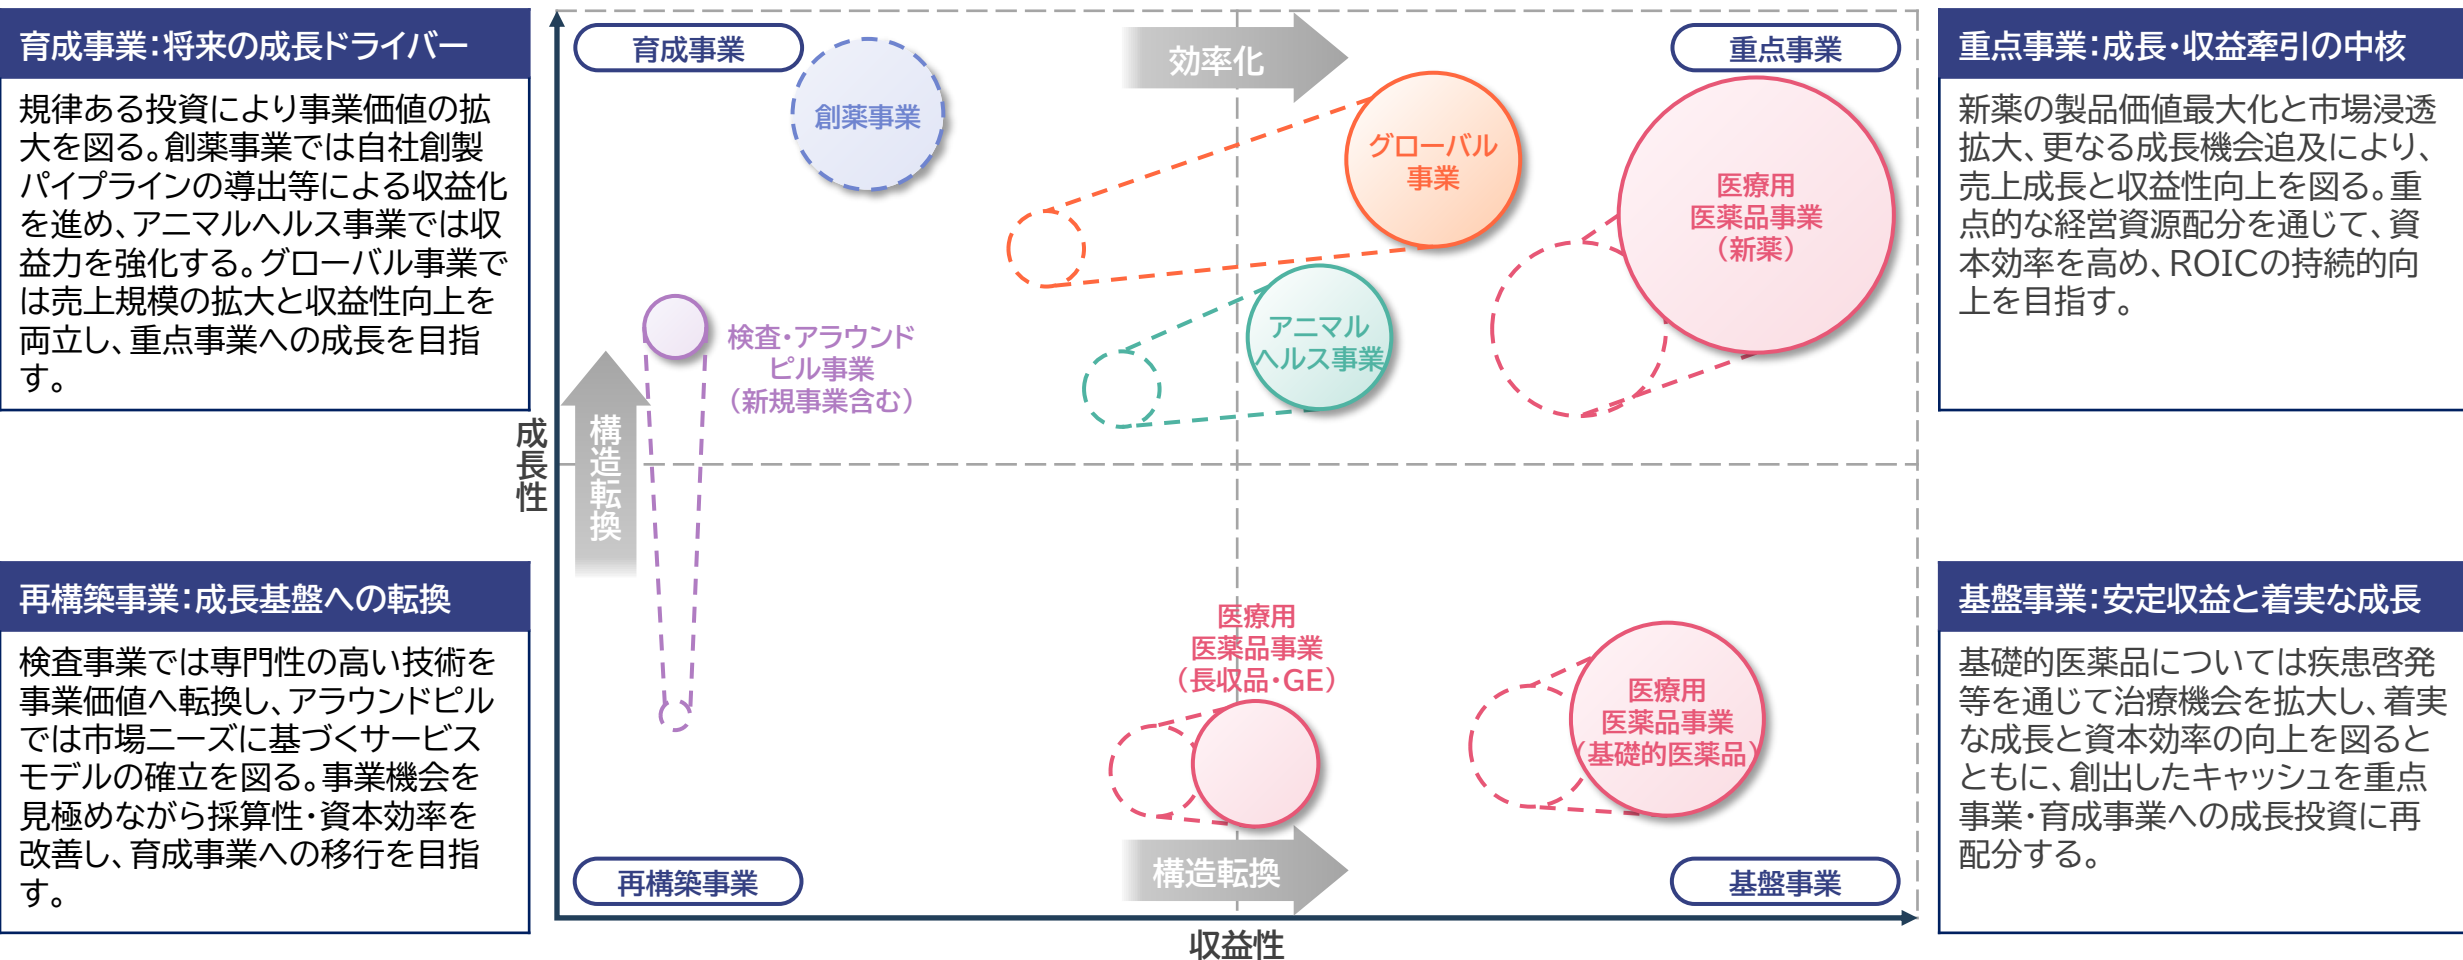 育成事業：将来の成長ドライバー
規律ある投資により事業価値の拡
大を図る。創薬事業では自社創製
パイプラインの導出等による収益化
を進め、アニマルヘルス事業では収
益力を強化する。グローバル事業で
は売上規模の拡大と収益性向上を
両立し、重点事業への成長を目指
す。
再構築事業：成長基盤への転換
検査事業では専門性の高い技術を
事業価値へ転換し、アラウンドピル
では市場ニーズに基づくサービス
モデルの確立を図る。事業機会を
見極めながら採算性・資本効率を
改善し、育成事業への移行を目指
す。
成長性
育成事業
効率化
重点事業
創薬事業
グローバル
事業
医療用
医薬品事業
（新薬）
アニマル
ヘルス事業
検査・アラウンド
ピル事業
（新規事業含む）
構造転換
医療用
医薬品事業
（長収品・GE）
医療用
医薬品事業
（基礎的医薬品）
再構築事業
構造転換
基盤事業
収益性
重点事業：成長・収益牽引の中核
新薬の製品価値最大化と市場浸透
拡大、更なる成長機会追及により、
売上成長と収益性向上を図る。重
点的な経営資源配分を通じて、資
本効率を高め、ROICの持続的向
上を目指す。
基盤事業：安定収益と着実な成長
基礎的医薬品については疾患啓発
等を通じて治療機会を拡大し、着実
な成長と資本効率の向上を図ると
ともに、創出したキャッシュを重点
事業・育成事業への成長投資に再
配分する。